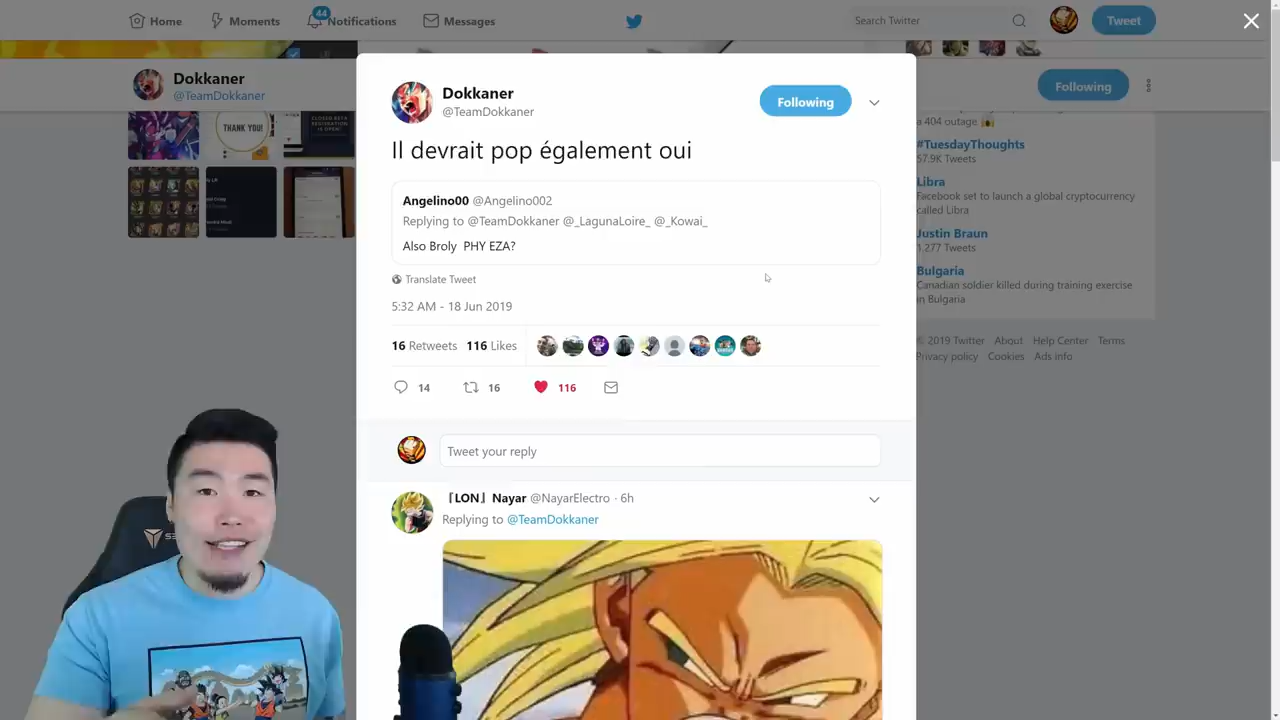 Home
Moments
44
Notifications
Messages
Search Twitter
Tweet
Dokkaner
@TeamDokkaner
Following
THANK YOU!
Dokkaner
@TeamDokkaner
Following
Il devrait pop également oui
Angelino00 @Angelino002
Replying to @TeamDokkaner @_LagunaLoire_ @_Kowai_
Also Broly PHY EZA?
Translate Tweet
5:32 AM - 18 Jun 2019
16 Retweets 116 Likes
14
16
116
Tweet your reply
「LON」 Nayar @NayarElectro · 6h
Replying to @TeamDokkaner
a 404 outage
#TuesdayThoughts
57.9K Tweets
Libra
Facebook set to launch a global cryptocurrency
called Libra
Justin Braun
1,277 Tweets
Bulgaria
Canadian soldier killed during training exercise
in Bulgaria
© 2019 Twitter About Help Center Terms
Privacy policy Cookies Ads info